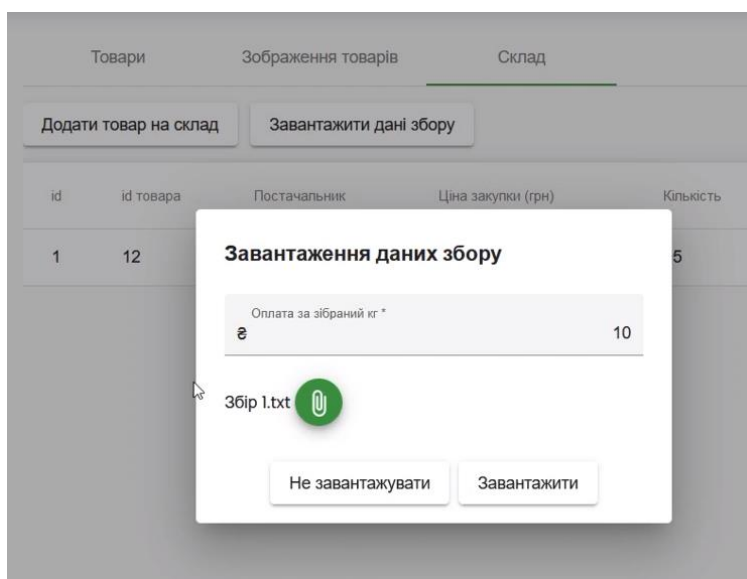 Товари Зображення товарів Склад
Додати товар на склад Завантажити дані збору
id id товара Постачальник Ціна закупки (грн) Кількість
1 12 5
Завантаження даних збору
Оплата за зібраний кг *
₴ 10
Збір 1.txt
Не завантажувати Завантажити